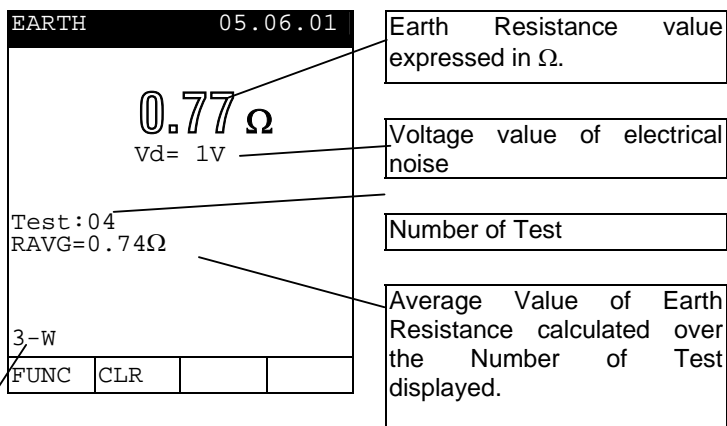 EARTH 05.06.01
0.77 Ω
Vd= 1V
Test:04
RAVG=0.74Ω
3-W
FUNC CLR
Earth Resistance value
expressed in Ω.
Voltage value of electrical
noise
Number of Test
Average Value of Earth
Resistance calculated over
the Number of Test
displayed.